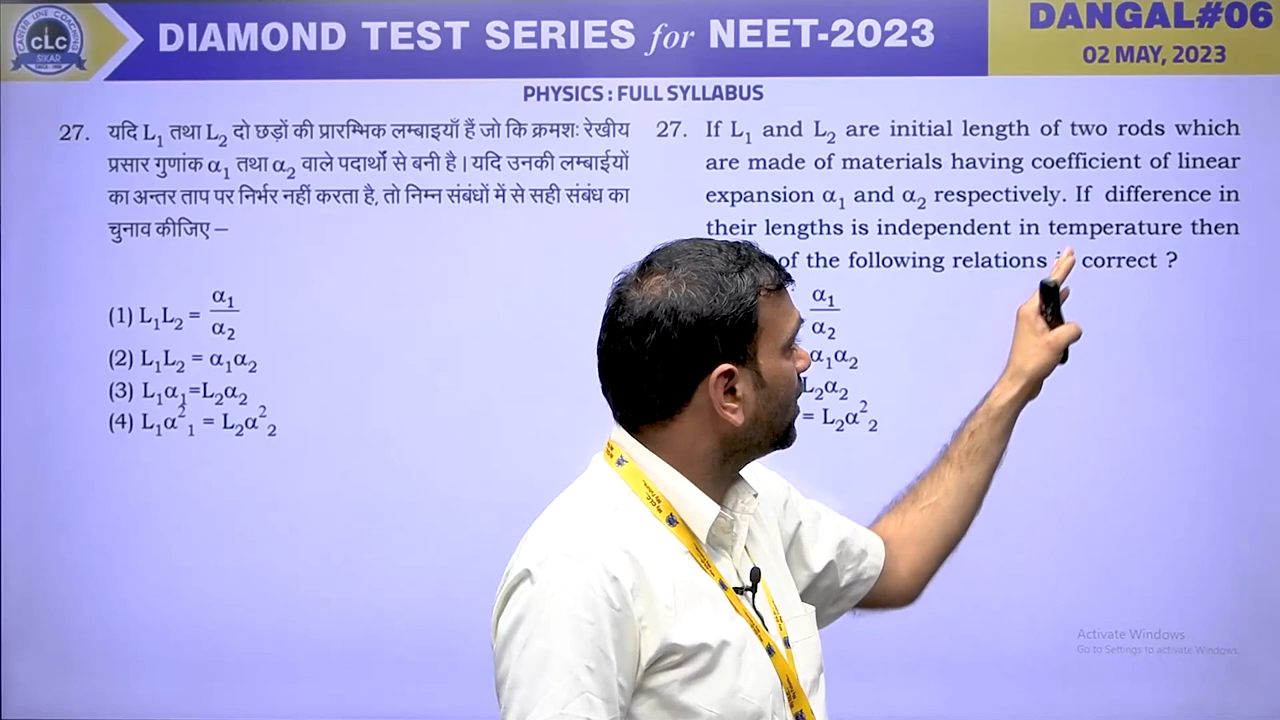 CAREER LINE COACHING
CLC
SIKAR
DIAMOND TEST SERIES for NEET-2023
DANGAL#06
02 MAY, 2023
PHYSICS : FULL SYLLABUS
27. यदि L₁ तथा L₂ दो छड़ों की प्रारम्भिक लम्बाइयाँ हैं जो कि क्रमशः रेखीय
प्रसार गुणांक α₁ तथा α₂ वाले पदार्थों से बनी है। यदि उनकी लम्बाईयों
का अन्तर ताप पर निर्भर नहीं करता है, तो निम्न संबंधों में से सही संबंध का
चुनाव कीजिए –
(1) L₁L₂ = α₁/α₂
(2) L₁L₂ = α₁α₂
(3) L₁α₁=L₂α₂
(4) L₁α²₁ = L₂α²₂
27. If L₁ and L₂ are initial length of two rods which
are made of materials having coefficient of linear
expansion α₁ and α₂ respectively. If difference in
their lengths is independent in temperature then
of the following relations correct ?
α₁/α₂
α₁α₂
L₂α₂
= L₂α²₂
Activate Windows
Go to Settings to activate Windows.